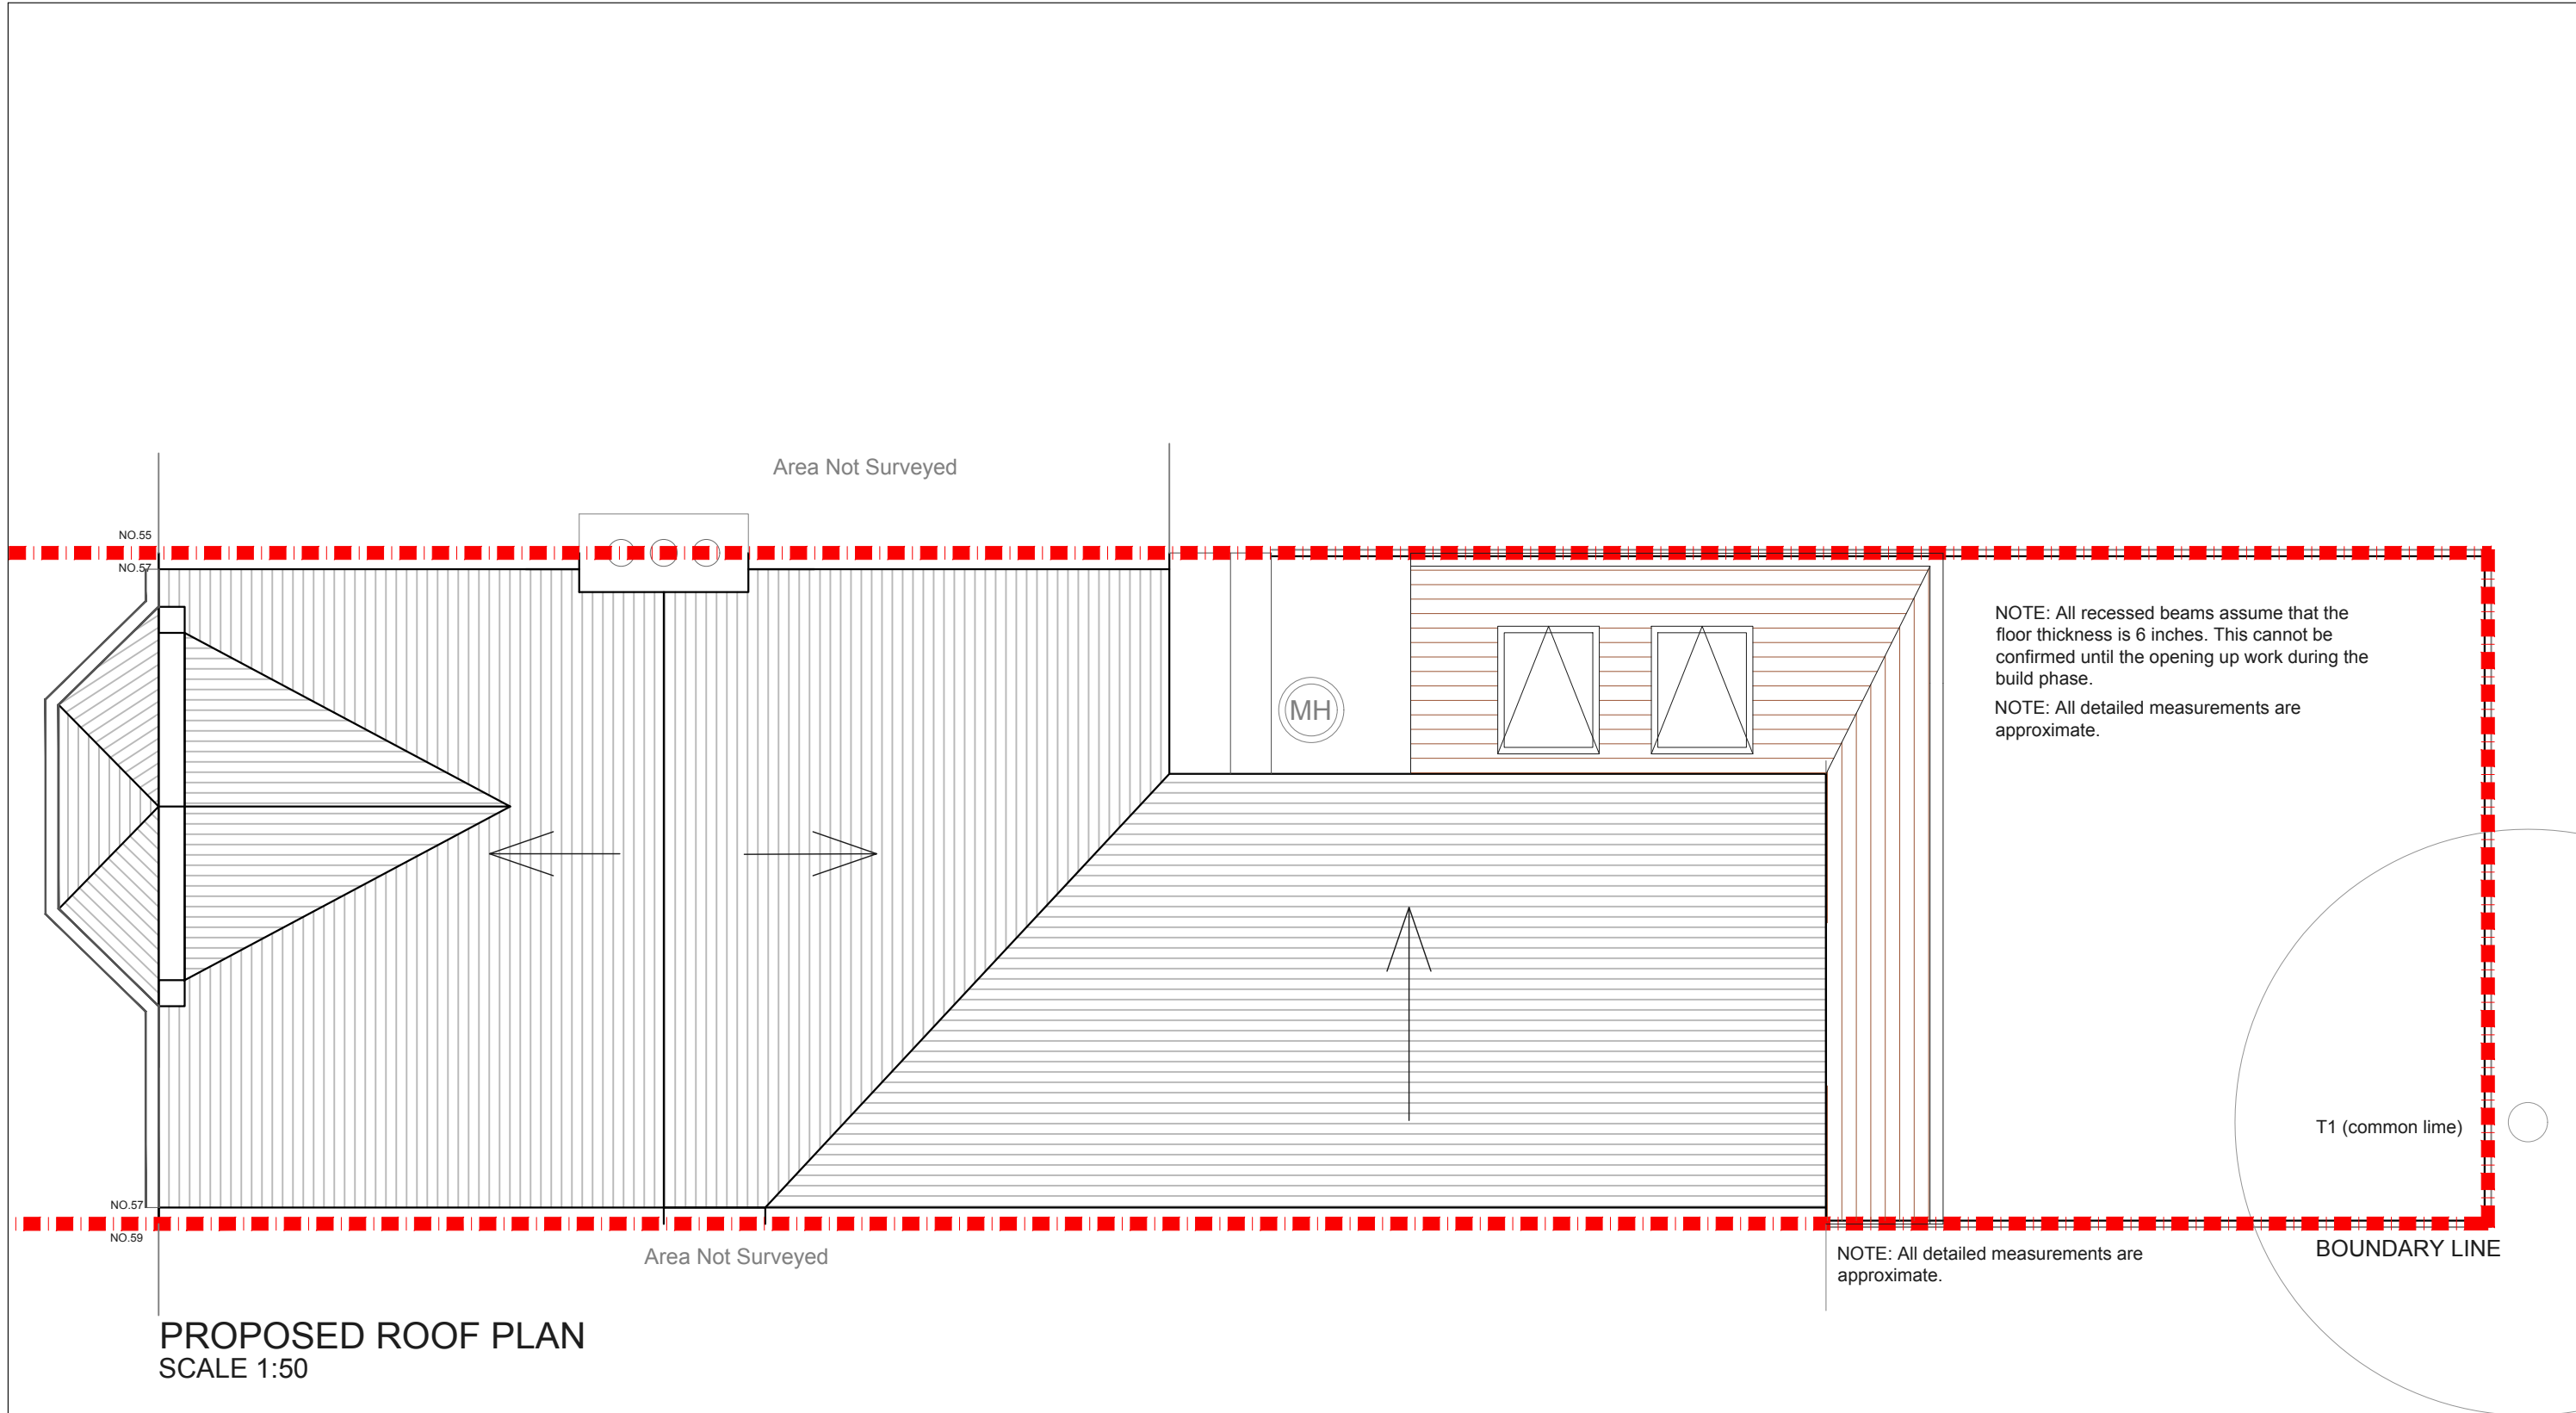 Area Not Surveyed
NO.55
NO.57
NOTE: All recessed beams assume that the
floor thickness is 6 inches. This cannot be
confirmed until the opening up work during the
build phase.
NOTE: All detailed measurements are
approximate.
MH
T1 (common lime)
NO.57
NO.59
Area Not Surveyed
NOTE: All detailed measurements are
approximate.
BOUNDARY LINE
PROPOSED ROOF PLAN
SCALE 1:50